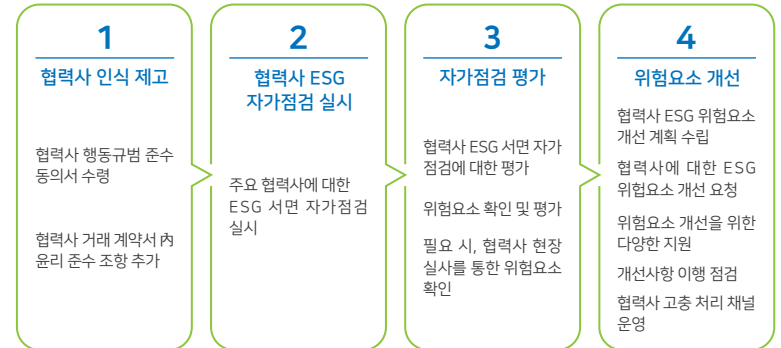 1
협력사 인식 제고
협력사 행동규범 준수
동의서 수령
협력사 거래 계약서 內
윤리 준수 조항 추가
2
협력사 ESG
자가점검 실시
주요 협력사에 대한
ESG 서면 자가점검
실시
3
자가점검 평가
협력사 ESG 서면 자가
점검에 대한 평가
위험요소 확인 및 평가
필요 시, 협력사 현장
실사를 통한 위험요소
확인
4
위험요소 개선
협력사 ESG 위험요소
개선 계획 수립
협력사에 대한 ESG
위험요소 개선 요청
위험요소 개선을 위한
다양한 지원
개선사항 이행 점검
협력사 고충 처리 채널
운영